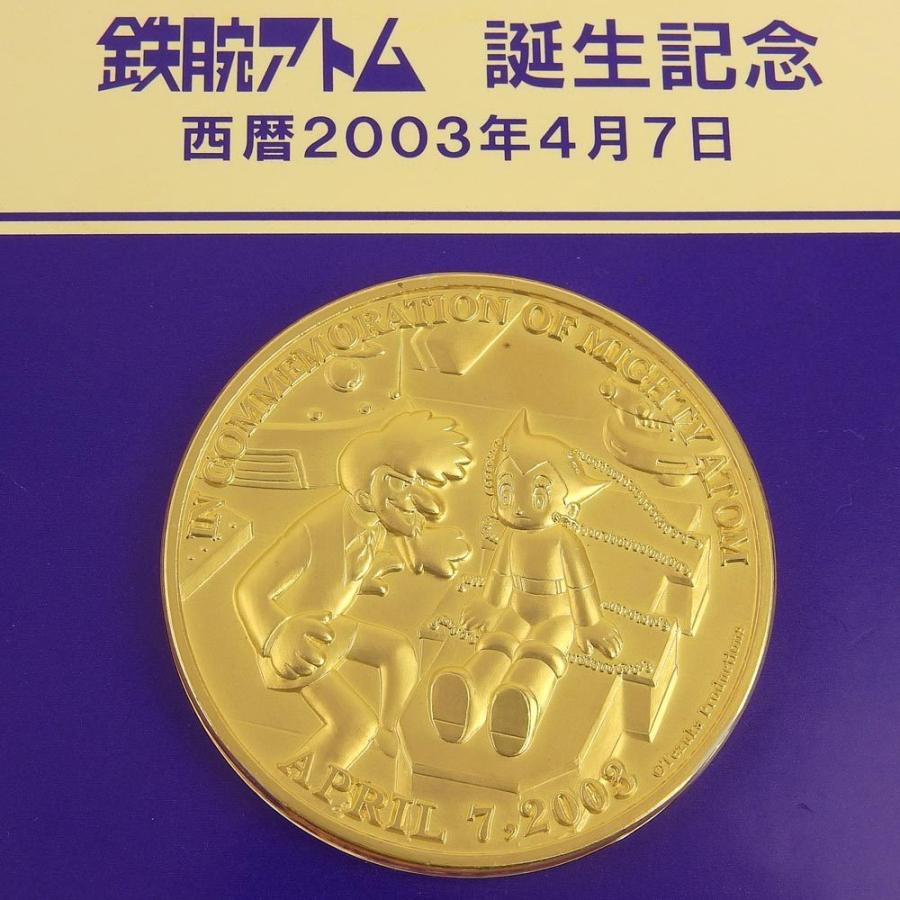 鉄腕アトム 誕生記念
西暦2003年4月7日
IN COMMEMORATION OF MIGHTY ATOM
©Tezuka Productions
APRIL 7,2003